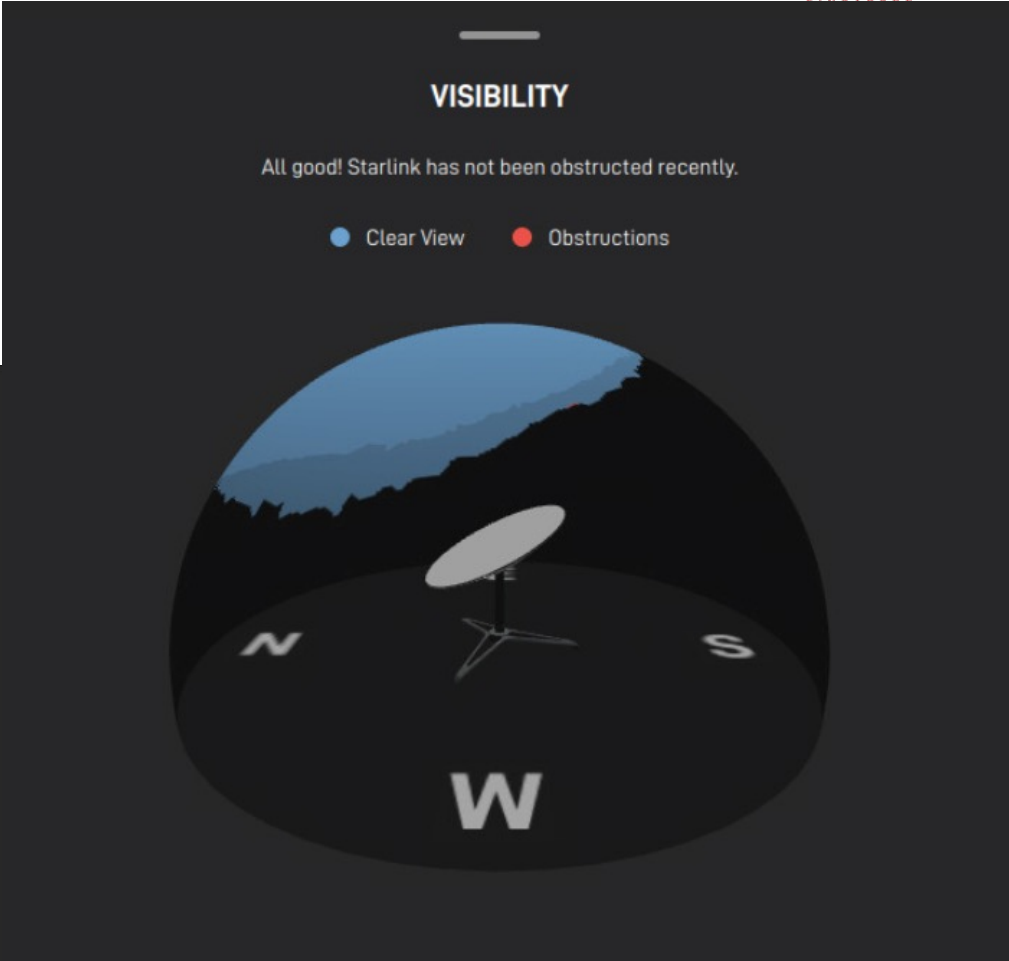 VISIBILITY
All good! Starlink has not been obstructed recently.
Clear View
Obstructions
N
S
W